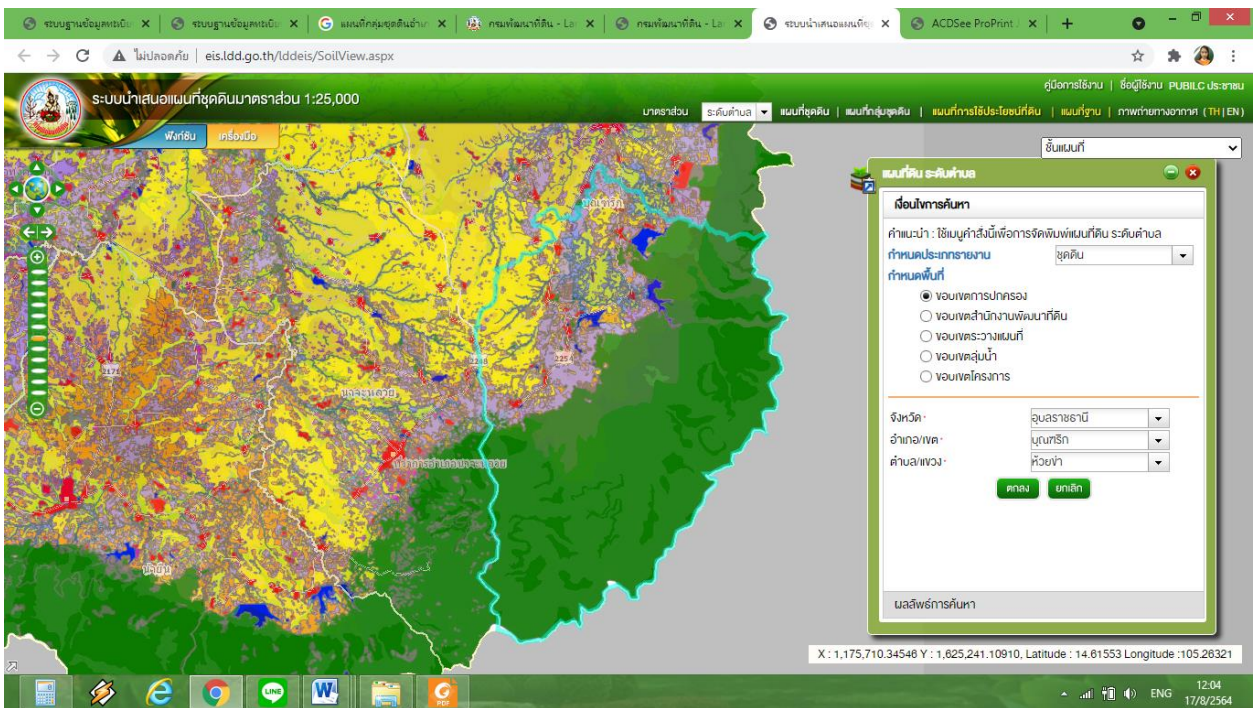 ระบบฐานข้อมูลทะเบีย
ระบบฐานข้อมูลทะเบีย
แผนที่กลุ่มชุดดินอำเภ
กรมพัฒนาที่ดิน - La
กรมพัฒนาที่ดิน - La
ระบบนำเสนอแผนที่ชุ
ACDSee ProPrint J
ไม่ปลอดภัย | eis.ldd.go.th/lddeis/SoilView.aspx
คู่มือการใช้งาน | ชื่อผู้ใช้งาน PUBILC ประชาชน
ระบบนำเสนอแผนที่ชุดดินมาตราส่วน 1:25,000
มาตราส่วน ระดับตำบล แผนที่ชุดดิน | แผนที่กลุ่มชุดดิน | แผนที่การใช้ประโยชน์ที่ดิน | แผนที่ฐาน | ภาพถ่ายทางอากาศ ( TH | EN )
ฟังก์ชัน เครื่องมือ
ชั้นแผนที่
แผนที่ดิน ระดับตำบล
เงื่อนไขการค้นหา
คำแนะนำ : ใช้เมนูคำสั่งนี้เพื่อการจัดพิมพ์แผนที่ดิน ระดับตำบล
กำหนดประเภทรายงาน ชุดดิน
กำหนดพื้นที่
ขอบเขตการปกครอง
ขอบเขตสำนักงานพัฒนาที่ดิน
ขอบเขตระวางแผนที่
ขอบเขตลุ่มน้ำ
ขอบเขตโครงการ
จังหวัด * อุบลราชธานี
อำเภอ/เขต * บุณฑริก
ตำบล/แขวง * ห้วยข่า
ตกลง ยกเลิก
ผลลัพธ์การค้นหา
บุณฑริก
2248
2254
2171
นาจะหลวย
น้ำยืน
X : 1,175,710.34546 Y : 1,625,241.10910, Latitude : 14.61553 Longitude :105.26321
LINE
PDF
ENG
12:04
17/8/2564